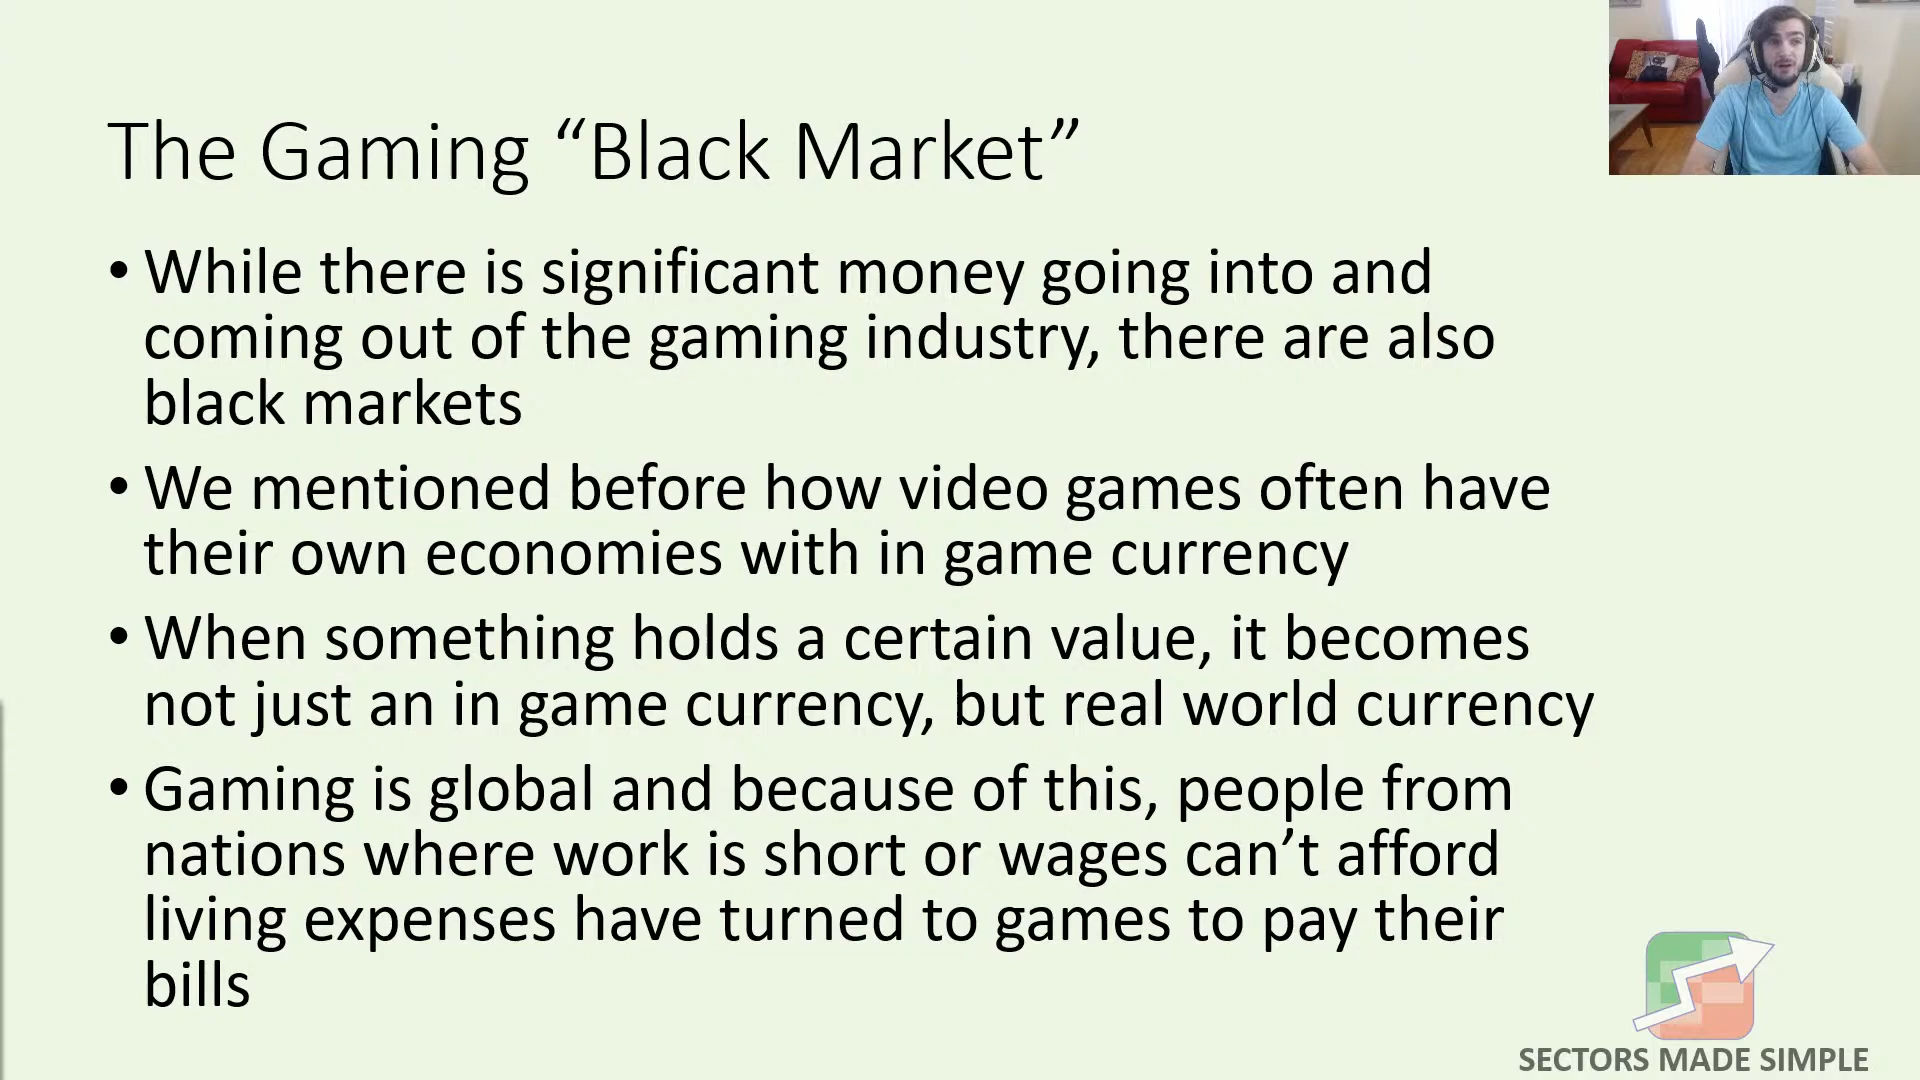 The Gaming “Black Market”
• While there is significant money going into and
coming out of the gaming industry, there are also
black markets
• We mentioned before how video games often have
their own economies with in game currency
• When something holds a certain value, it becomes
not just an in game currency, but real world currency
• Gaming is global and because of this, people from
nations where work is short or wages can’t afford
living expenses have turned to games to pay their
bills
SECTORS MADE SIMPLE